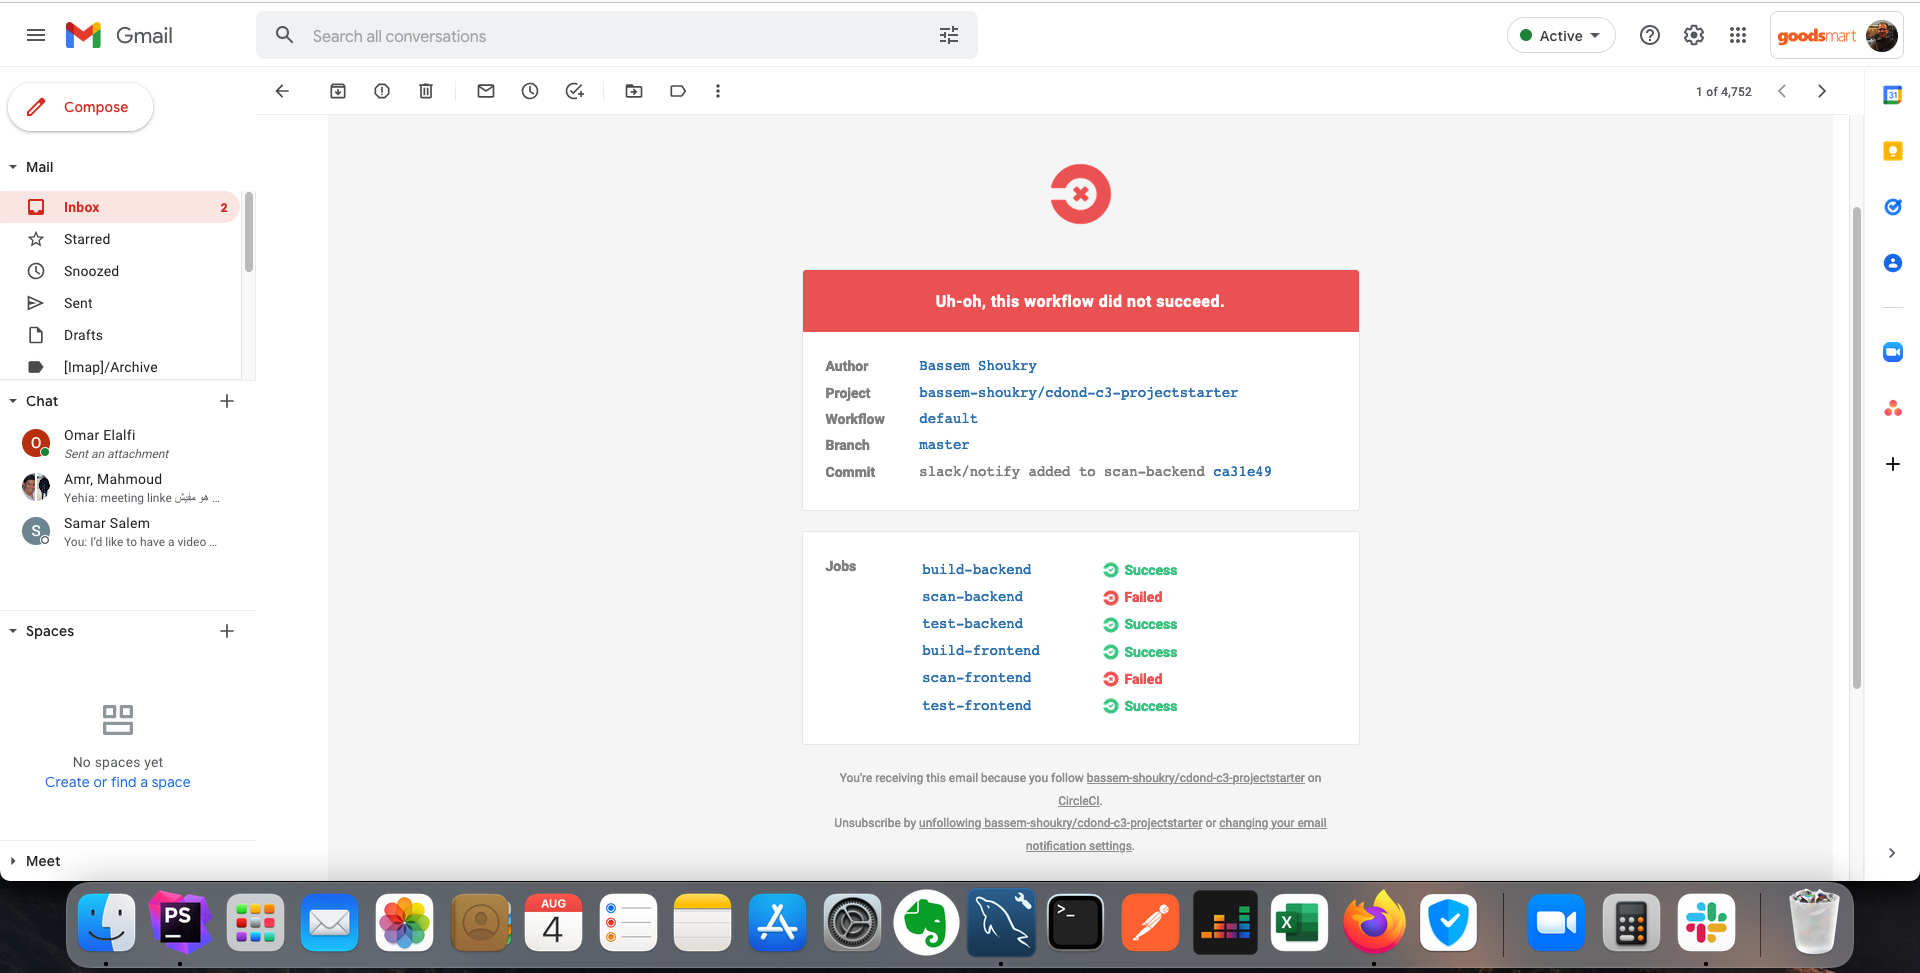 Gmail
Search all conversations
Active
goodsmart
Compose
1 of 4,752
31
Mail
Inbox 2
Starred
Snoozed
Sent
Drafts
[Imap]/Archive
Chat
O
Omar Elalfi
Sent an attachment
Amr, Mahmoud
Yehia: meeting linke هو مفيش ...
S
Samar Salem
You: I'd like to have a video ...
Spaces
No spaces yet
Create or find a space
Meet
Uh-oh, this workflow did not succeed.
Author Bassem Shoukry
Project bassem-shoukry/cdond-c3-projectstarter
Workflow default
Branch master
Commit slack/notify added to scan-backend ca31e49
Jobs build-backend Success
scan-backend Failed
test-backend Success
build-frontend Success
scan-frontend Failed
test-frontend Success
You're receiving this email because you follow bassem-shoukry/cdond-c3-projectstarter on
CircleCI.
Unsubscribe by unfollowing bassem-shoukry/cdond-c3-projectstarter or changing your email
notification settings.
PS
AUG
4
>_
X